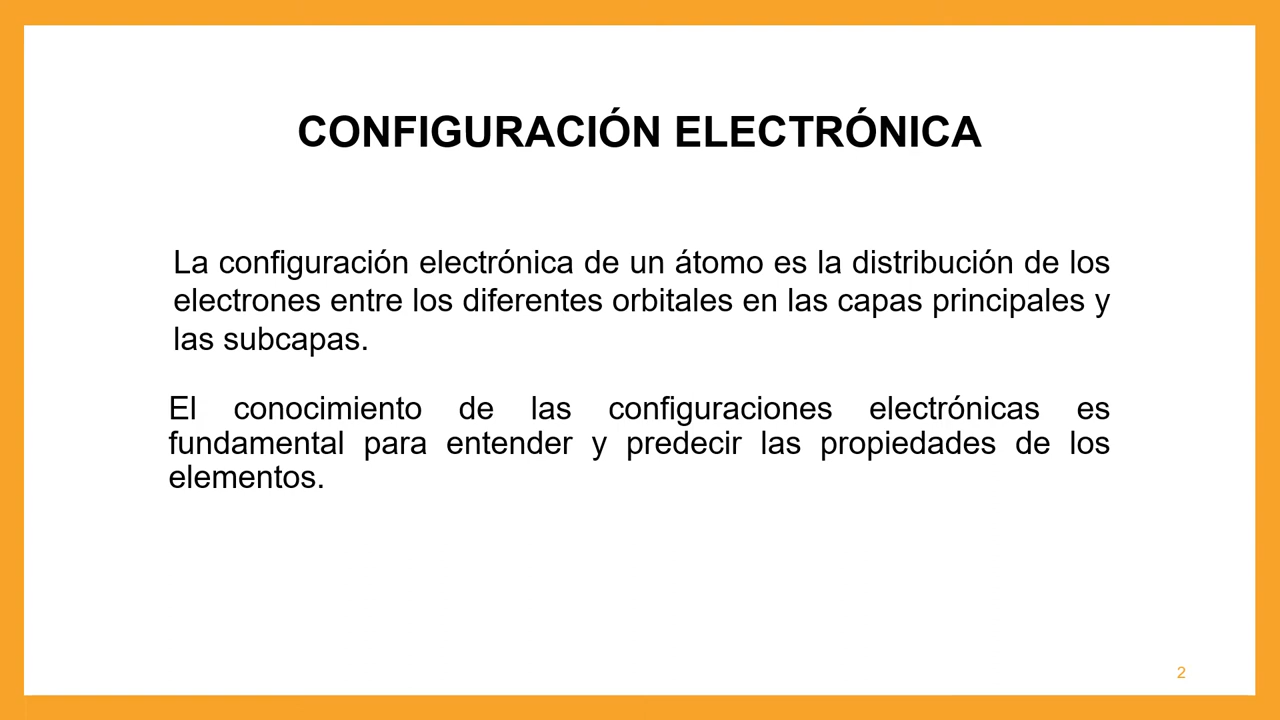 CONFIGURACIÓN ELECTRÓNICA
La configuración electrónica de un átomo es la distribución de los
electrones entre los diferentes orbitales en las capas principales y
las subcapas.
El conocimiento de las configuraciones electrónicas es
fundamental para entender y predecir las propiedades de los
elementos.
2